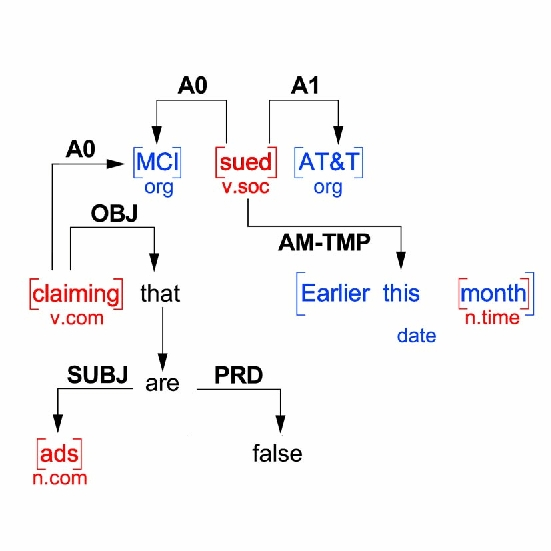 A0 A1
A0 [MCI] [sued] [AT&T]
org v.soc org
OBJ
AM-TMP
[claiming] that [Earlier this [month]]
v.com n.time
date
SUBJ are PRD
[ads] false
n.com